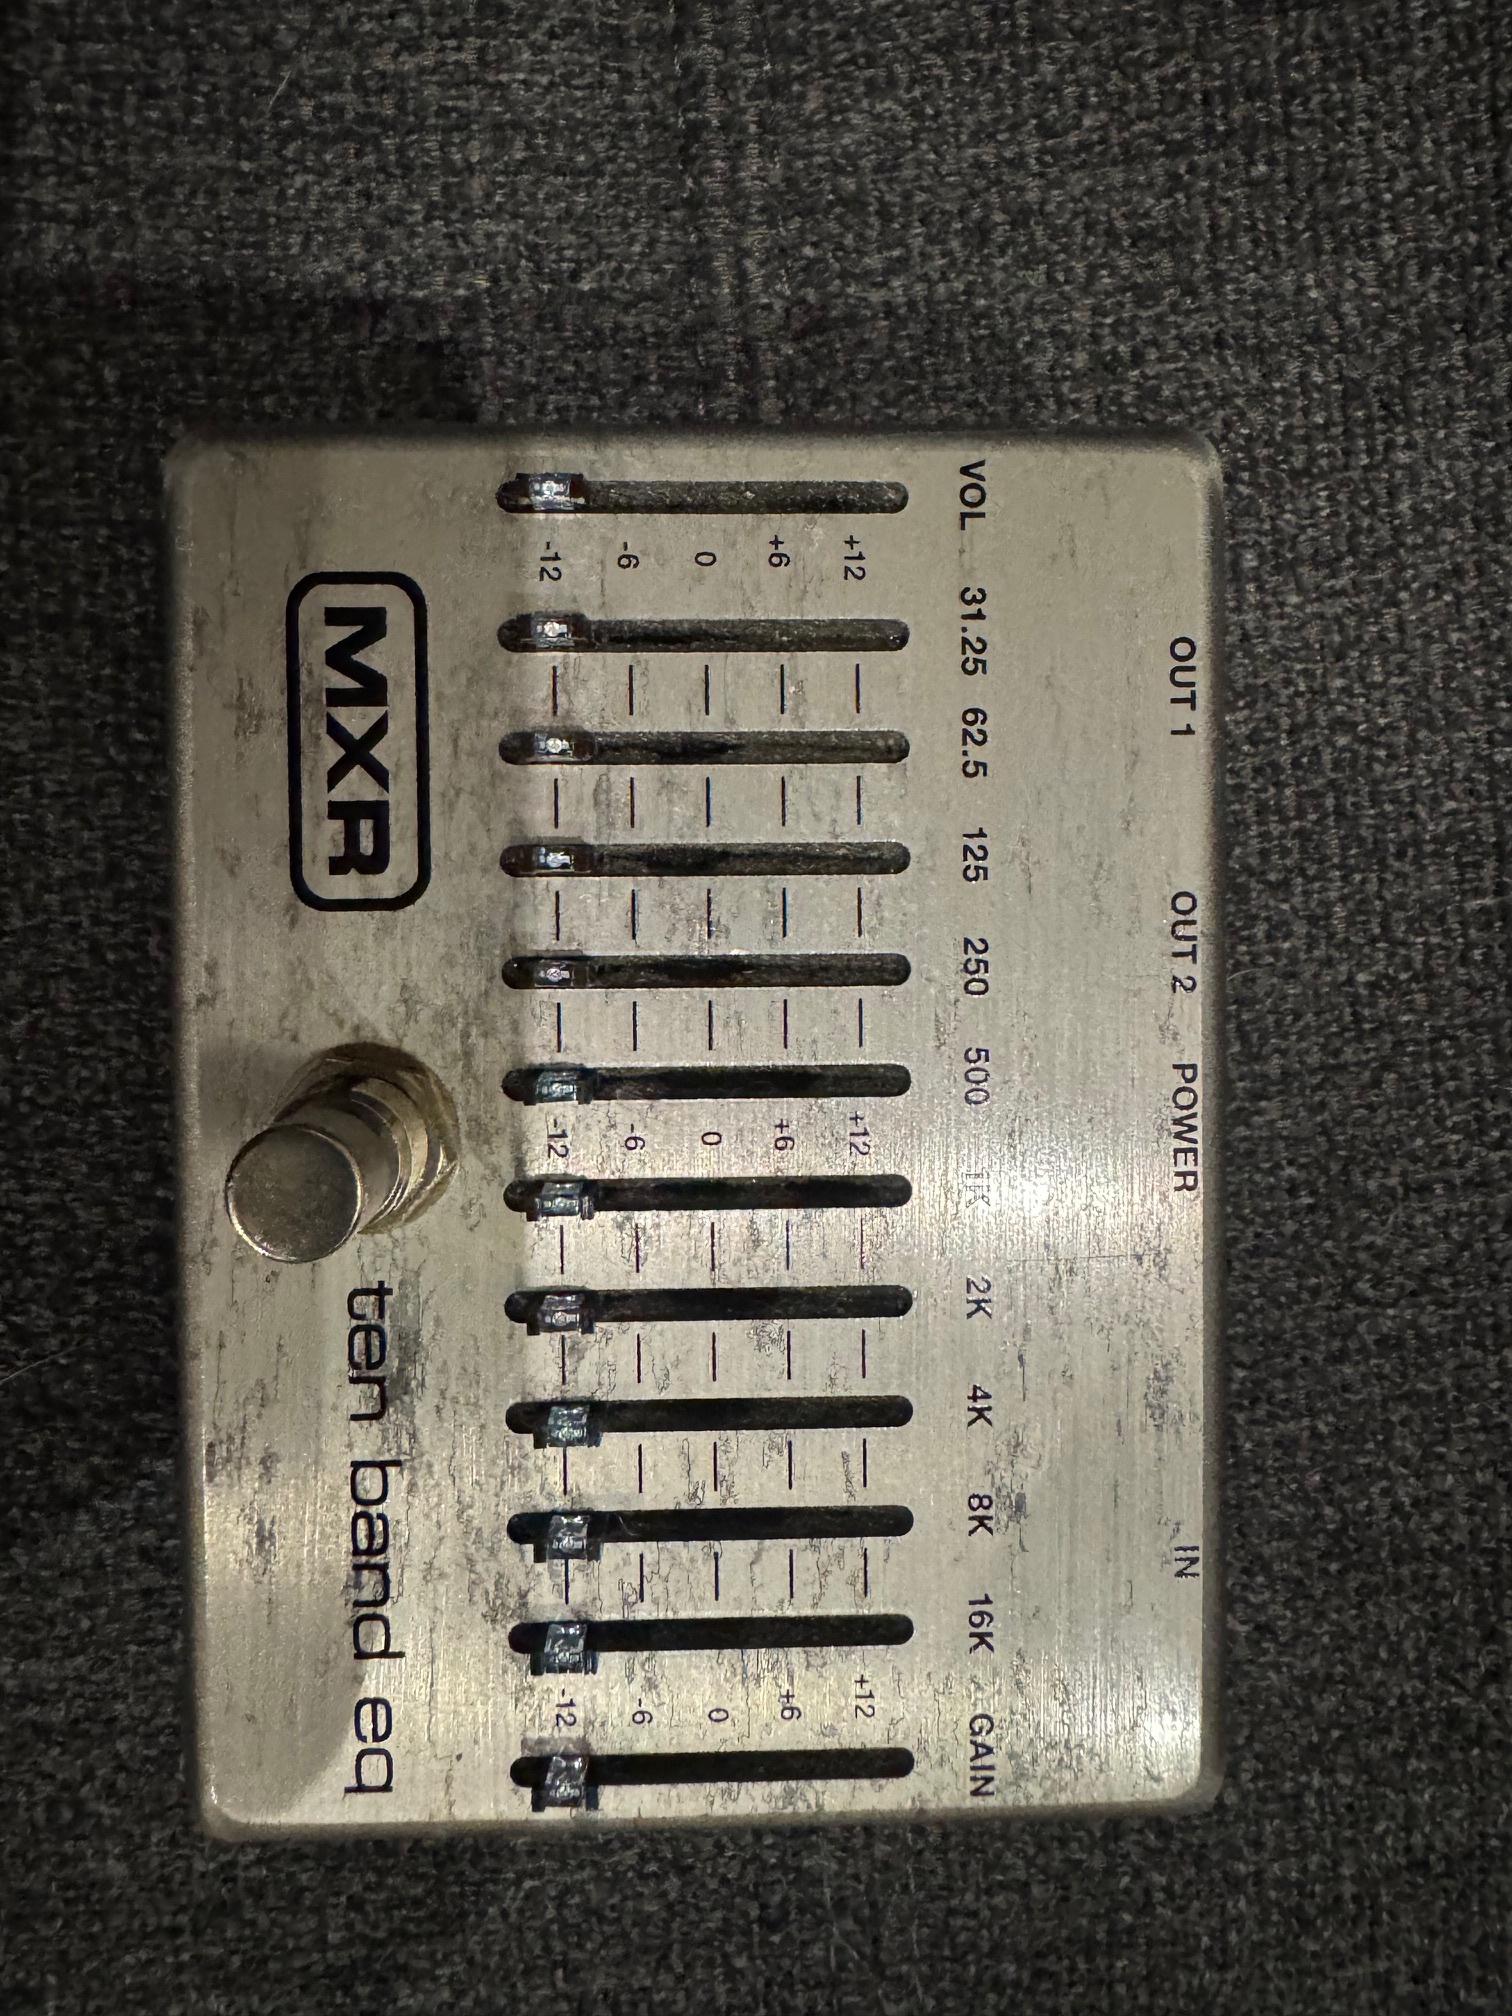 OUT 1 OUT 2 POWER IN
VOL 31.25 62.5 125 250 500 1K 2K 4K 8K 16K GAIN
+12 +12 +12
+6 +6 +6
0 0 0
-6 -6 -6
-12 -12 -12
MXR ten band eq